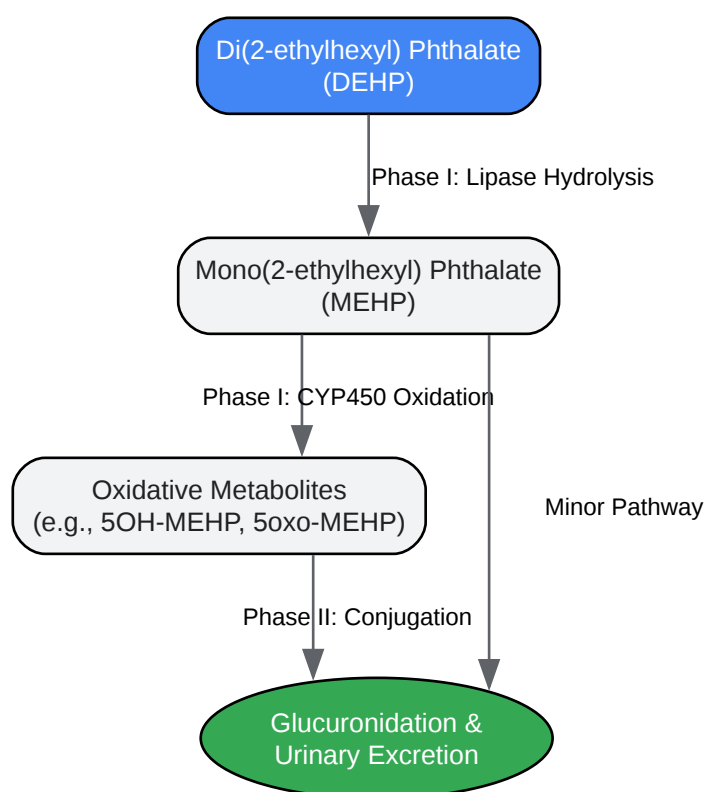 Di(2-ethylhexyl) Phthalate
(DEHP)
Phase I: Lipase Hydrolysis
Mono(2-ethylhexyl) Phthalate
(MEHP)
Phase I: CYP450 Oxidation
Oxidative Metabolites
(e.g., 5OH-MEHP, 5oxo-MEHP)
Minor Pathway
Phase II: Conjugation
Glucuronidation &
Urinary Excretion